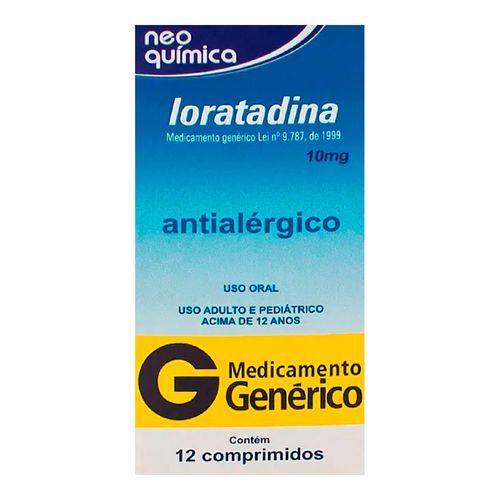 neo
química
loratadina
Medicamento genérico Lei nº 9.787, de 1999
10mg
antialérgico
USO ORAL
USO ADULTO E PEDIÁTRICO
ACIMA DE 12 ANOS
G Medicamento
Genérico
Contém
12 comprimidos